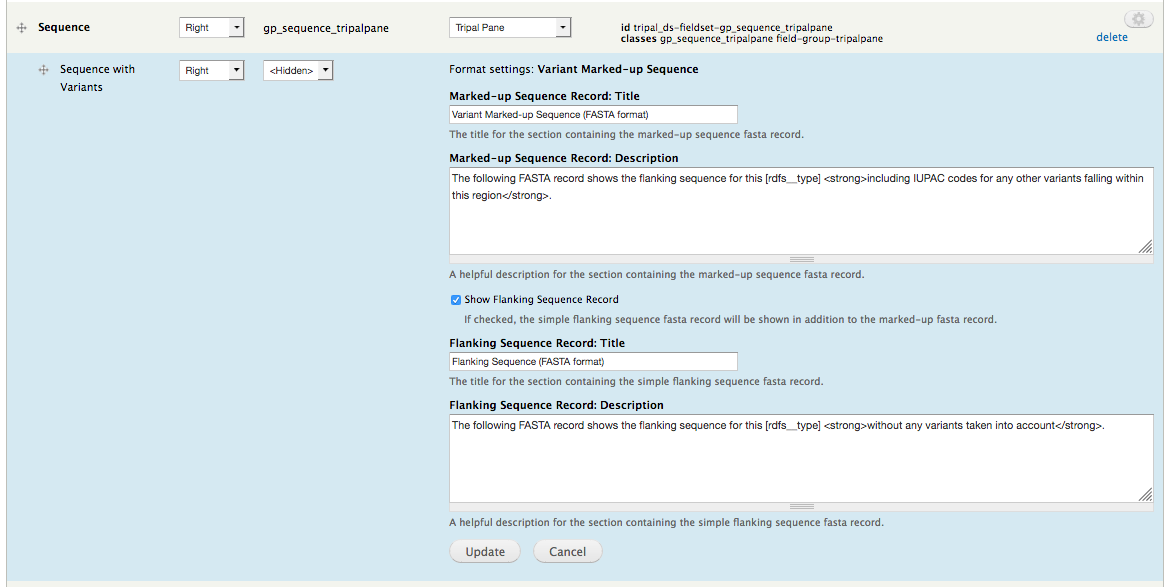 Sequence Right gp_sequence_tripalpane Tripal Pane id tripal_ds-fieldset-gp_sequence_tripalpane
classes gp_sequence_tripalpane field-group-tripalpane
delete
Sequence with Right <Hidden> Format settings: Variant Marked-up Sequence
Variants
Marked-up Sequence Record: Title
Variant Marked-up Sequence (FASTA format)
The title for the section containing the marked-up sequence fasta record.
Marked-up Sequence Record: Description
The following FASTA record shows the flanking sequence for this [rdfs__type] <strong>including IUPAC codes for any other variants falling within
this region</strong>.
A helpful description for the section containing the marked-up sequence fasta record.
Show Flanking Sequence Record
If checked, the simple flanking sequence fasta record will be shown in addition to the marked-up fasta record.
Flanking Sequence Record: Title
Flanking Sequence (FASTA format)
The title for the section containing the simple flanking sequence fasta record.
Flanking Sequence Record: Description
The following FASTA record shows the flanking sequence for this [rdfs__type] <strong>without any variants taken into account</strong>.
A helpful description for the section containing the simple flanking sequence fasta record.
Update Cancel